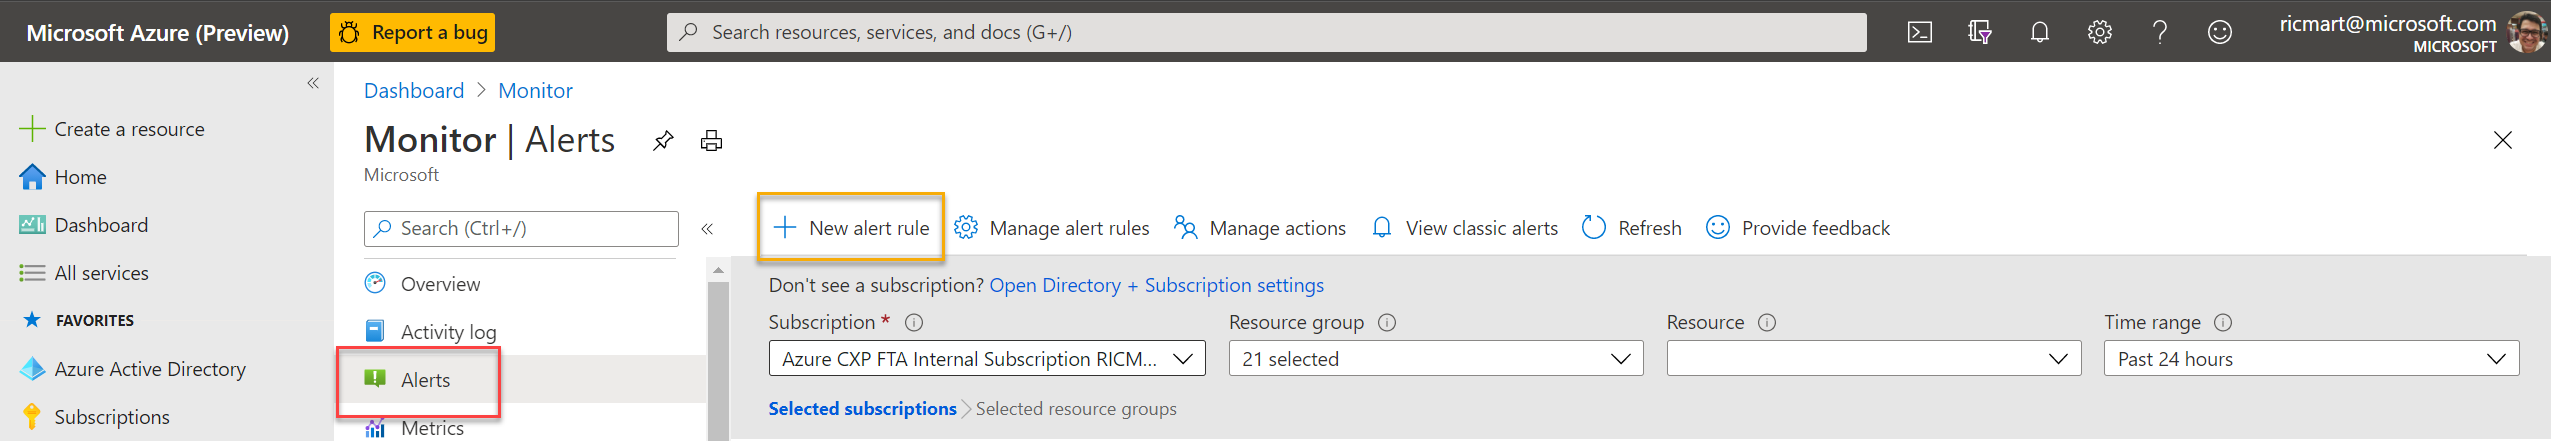 Microsoft Azure (Preview)
Report a bug
Search resources, services, and docs (G+/)
ricmart@microsoft.com
MICROSOFT
Create a resource
Home
Dashboard
All services
FAVORITES
Azure Active Directory
Subscriptions
Dashboard > Monitor
Monitor | Alerts
Microsoft
Search (Ctrl+/)
Overview
Activity log
Alerts
Metrics
New alert rule
Manage alert rules
Manage actions
View classic alerts
Refresh
Provide feedback
Don't see a subscription? Open Directory + Subscription settings
Subscription *
Azure CXP FTA Internal Subscription RICM...
Resource group
21 selected
Resource
Time range
Past 24 hours
Selected subscriptions > Selected resource groups